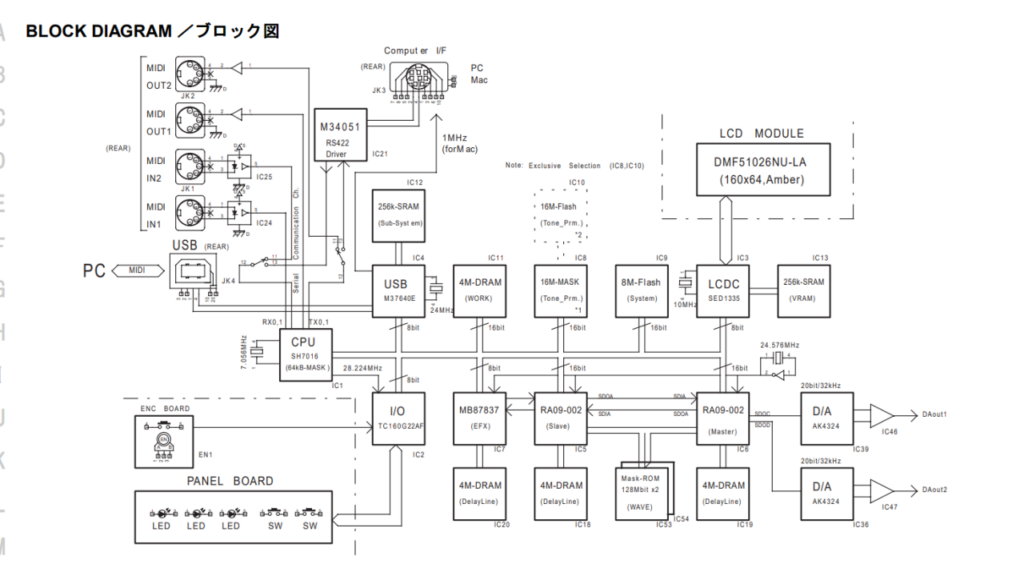 BLOCK DIAGRAM ／ブロック図
Computer I/F
(REAR)
PC
Mac
JK3
MIDI
OUT2
JK2
MIDI
OUT1
(REAR)
MIDI
IN2
JK1
IC25
MIDI
IN1
IC24
M34051
RS422
Driver
IC21
1MHz
(forMac)
Serial Communication Ch.
USB (REAR)
PC
MIDI
JK4
IC12
256k-SRAM
(Sub-System)
Note: Exclusive Selection (IC8,IC10)
IC10
16M-Flash
(Tone_Prm.)
*2
LCD MODULE
DMF51026NU-LA
(160x64,Amber)
IC4
USB
M37640E
24MHz
8bit
IC11
4M-DRAM
(WORK)
16bit
IC8
16M-MASK
(Tone_Prm.)
*1
16bit
IC9
8M-Flash
(System)
16bit
10MHz
IC3
LCDC
SED1335
8bit
IC13
256k-SRAM
(VRAM)
RX0,1
TX0,1
7.056MHz
CPU
SH7016
(64kB-MASK)
IC1
28.224MHz
24.576MHz
8bit
8bit
16bit
16bit
I/O
TC160G22AF
IC2
MB87837
(EFX)
IC7
RA09-002
(Slave)
IC5
SDOA
SDIA
SDIA
SDOA
RA09-002
(Master)
IC6
SDOC
SDOD
20bit/32kHz
D/A
AK4324
IC39
IC46
DAout1
ENC BOARD
EN
A
B
EN1
PANEL BOARD
LED
LED
LED
SW
SW
4M-DRAM
(DelayLine)
IC20
4M-DRAM
(DelayLine)
IC18
Mask-ROM
128Mbit x2
(WAVE)
IC53
IC54
4M-DRAM
(DelayLine)
IC19
20bit/32kHz
D/A
AK4324
IC36
IC47
DAout2